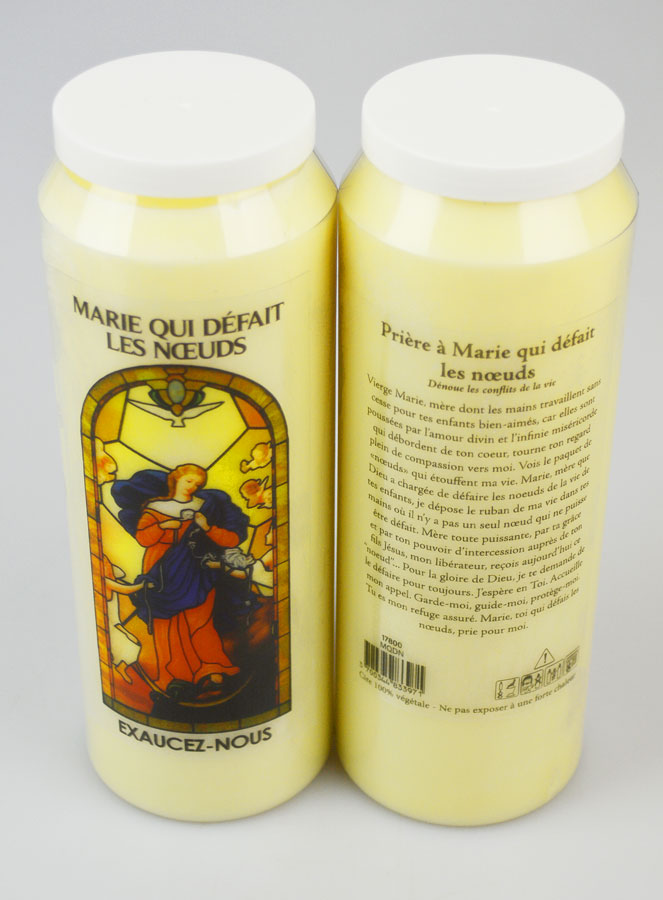 MARIE QUI DÉFAIT
LES NŒUDS
EXAUCEZ-NOUS
Prière à Marie qui défait
les nœuds
Dénoue les conflits de la vie
Vierge Marie, mère dont les mains travaillent sans
cesse pour tes enfants bien-aimés, car elles sont
poussées par l'amour divin et l'infinie miséricorde
qui débordent de ton coeur, tourne ton regard
plein de compassion vers moi. Vois le paquet de
«nœuds» qui étouffent ma vie. Marie, mère que
Dieu a chargée de défaire les noeuds de la vie de
tes enfants, je dépose le ruban de ma vie dans tes
mains où il n'y a pas un seul nœud qui ne puisse
être défait. Mère toute puissante, par ta grâce
et par ton pouvoir d'intercession auprès de ton
fils Jésus, mon libérateur, reçois aujourd'hui ce
"noeud"... Pour la gloire de Dieu, je te demande de
le défaire pour toujours. J'espère en Toi. Accueille
mon appel. Garde-moi, guide-moi, protège-moi.
Tu es mon refuge assuré. Marie, toi qui défais les
nœuds, prie pour moi.
17800
MQDN
Cire 100% végétale - Ne pas exposer à une forte chaleur